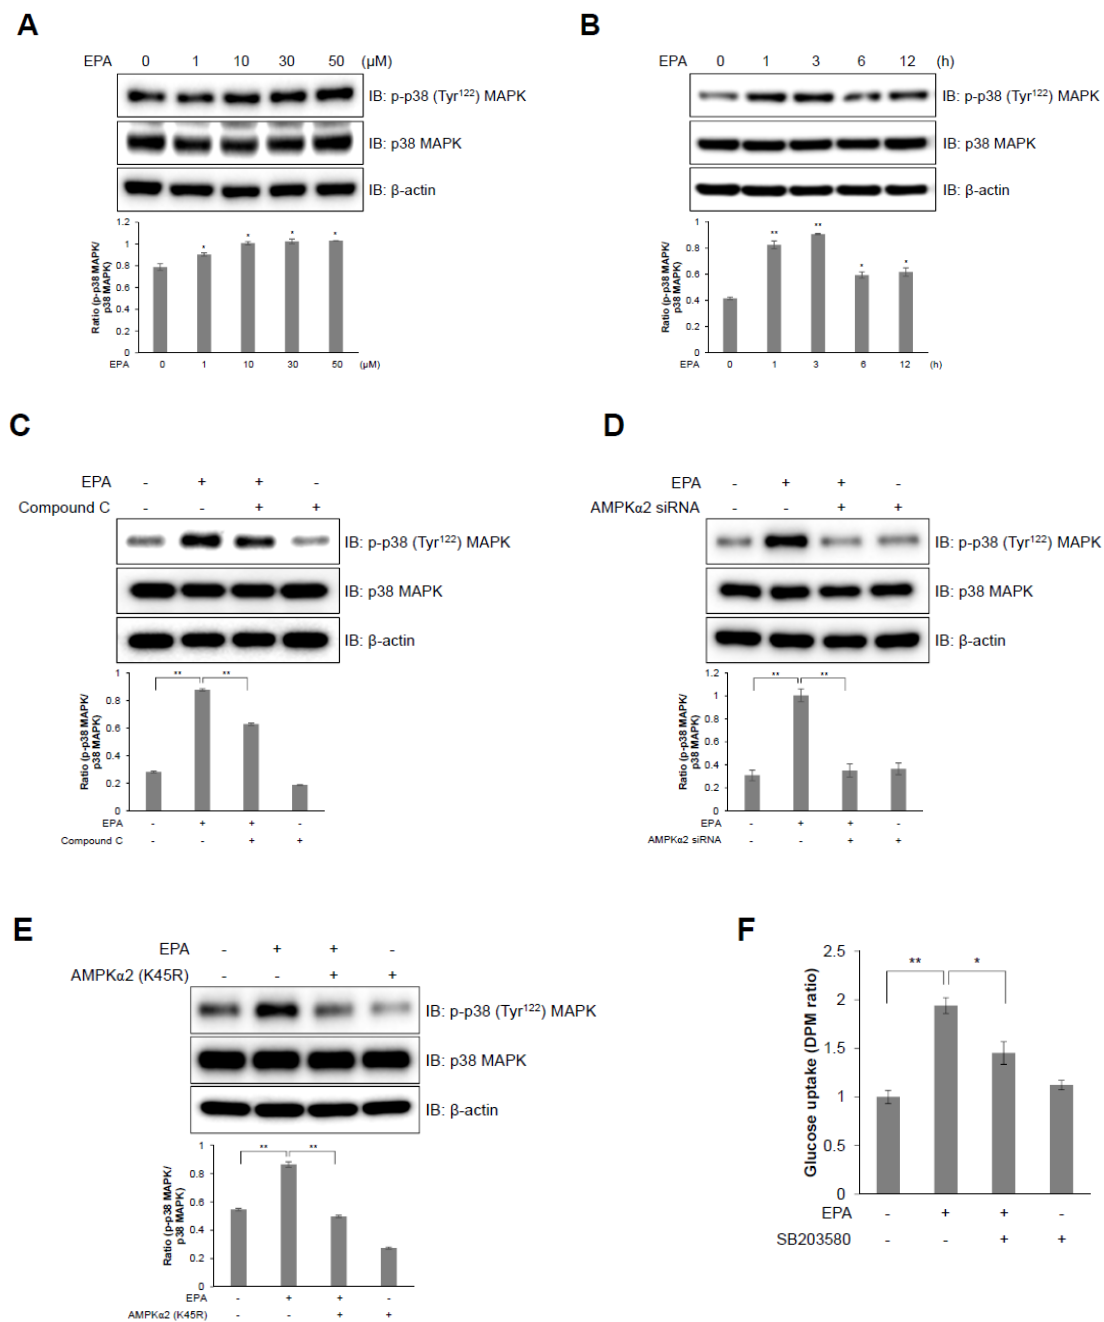 A
EPA 0 1 10 30 50 (µM)
IB: p-p38 (Tyr122) MAPK
IB: p38 MAPK
IB: β-actin
Ratio (p-p38 MAPK/
p38 MAPK)
1.2
1
0.8
0.6
0.4
0.2
0
* * * *
EPA 0 1 10 30 50 (µM)
B
EPA 0 1 3 6 12 (h)
IB: p-p38 (Tyr122) MAPK
IB: p38 MAPK
IB: β-actin
Ratio (p-p38 MAPK/
p38 MAPK)
1
0.8
0.6
0.4
0.2
0
** ** * *
EPA 0 1 3 6 12 (h)
C
EPA - + + -
Compound C - - + +
IB: p-p38 (Tyr122) MAPK
IB: p38 MAPK
IB: β-actin
Ratio (p-p38 MAPK/
p38 MAPK)
1
0.8
0.6
0.4
0.2
0
** **
EPA - + + -
Compound C - - + +
D
EPA - + + -
AMPKα2 siRNA - - + +
IB: p-p38 (Tyr122) MAPK
IB: p38 MAPK
IB: β-actin
Ratio (p-p38 MAPK/
p38 MAPK)
1.2
1
0.8
0.6
0.4
0.2
0
** **
EPA - + + -
AMPKα2 siRNA - - + +
E
EPA - + + -
AMPKα2 (K45R) - - + +
IB: p-p38 (Tyr122) MAPK
IB: p38 MAPK
IB: β-actin
Ratio (p-p38 MAPK/
p38 MAPK)
1
0.8
0.6
0.4
0.2
0
** **
EPA - + + -
AMPKα2 (K45R) - - + +
F
Glucose uptake (DPM ratio)
2.5
2
1.5
1
0.5
0
** *
EPA - + + -
SB203580 - - + +